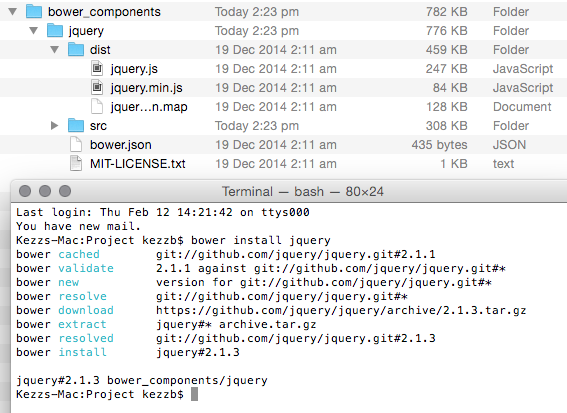 bower_components Today 2:23 pm 782 KB Folder
jquery Today 2:23 pm 776 KB Folder
dist 19 Dec 2014 2:11 am 459 KB Folder
jquery.js 19 Dec 2014 2:11 am 247 KB JavaScript
jquery.min.js 19 Dec 2014 2:11 am 84 KB JavaScript
jquer...n.map 19 Dec 2014 2:11 am 128 KB Document
src Today 2:23 pm 308 KB Folder
bower.json 19 Dec 2014 2:11 am 435 bytes JSON
MIT-LICENSE.txt 19 Dec 2014 2:11 am 1 KB text
Terminal — bash — 80×24
Last login: Thu Feb 12 14:21:42 on ttys000
You have new mail.
Kezzs-Mac:Project kezzb$ bower install jquery
bower cached git://github.com/jquery/jquery.git#2.1.1
bower validate 2.1.1 against git://github.com/jquery/jquery.git#*
bower new version for git://github.com/jquery/jquery.git#*
bower resolve git://github.com/jquery/jquery.git#*
bower download https://github.com/jquery/jquery/archive/2.1.3.tar.gz
bower extract jquery#* archive.tar.gz
bower resolved git://github.com/jquery/jquery.git#2.1.3
bower install jquery#2.1.3
jquery#2.1.3 bower_components/jquery
Kezzs-Mac:Project kezzb$